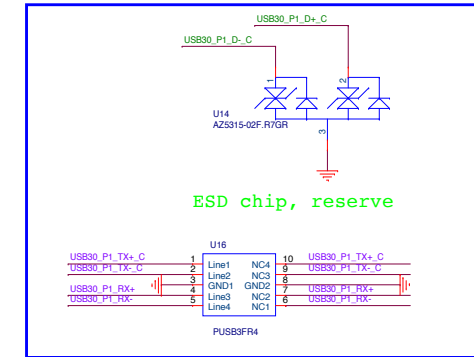 USB30_P1_D+_C
USB30_P1_D-_C
1
2
U14
AZ5315-02F.R7GR
3
ESD chip, reserve
U16
USB30_P1_TX+_C 1 Line1 NC4 10 USB30_P1_TX+_C
USB30_P1_TX-_C 2 Line2 NC3 9 USB30_P1_TX-_C
3 GND1 GND2 8
USB30_P1_RX+ 4 Line3 NC2 7 USB30_P1_RX+
USB30_P1_RX- 5 Line4 NC1 6 USB30_P1_RX-
PUSB3FR4